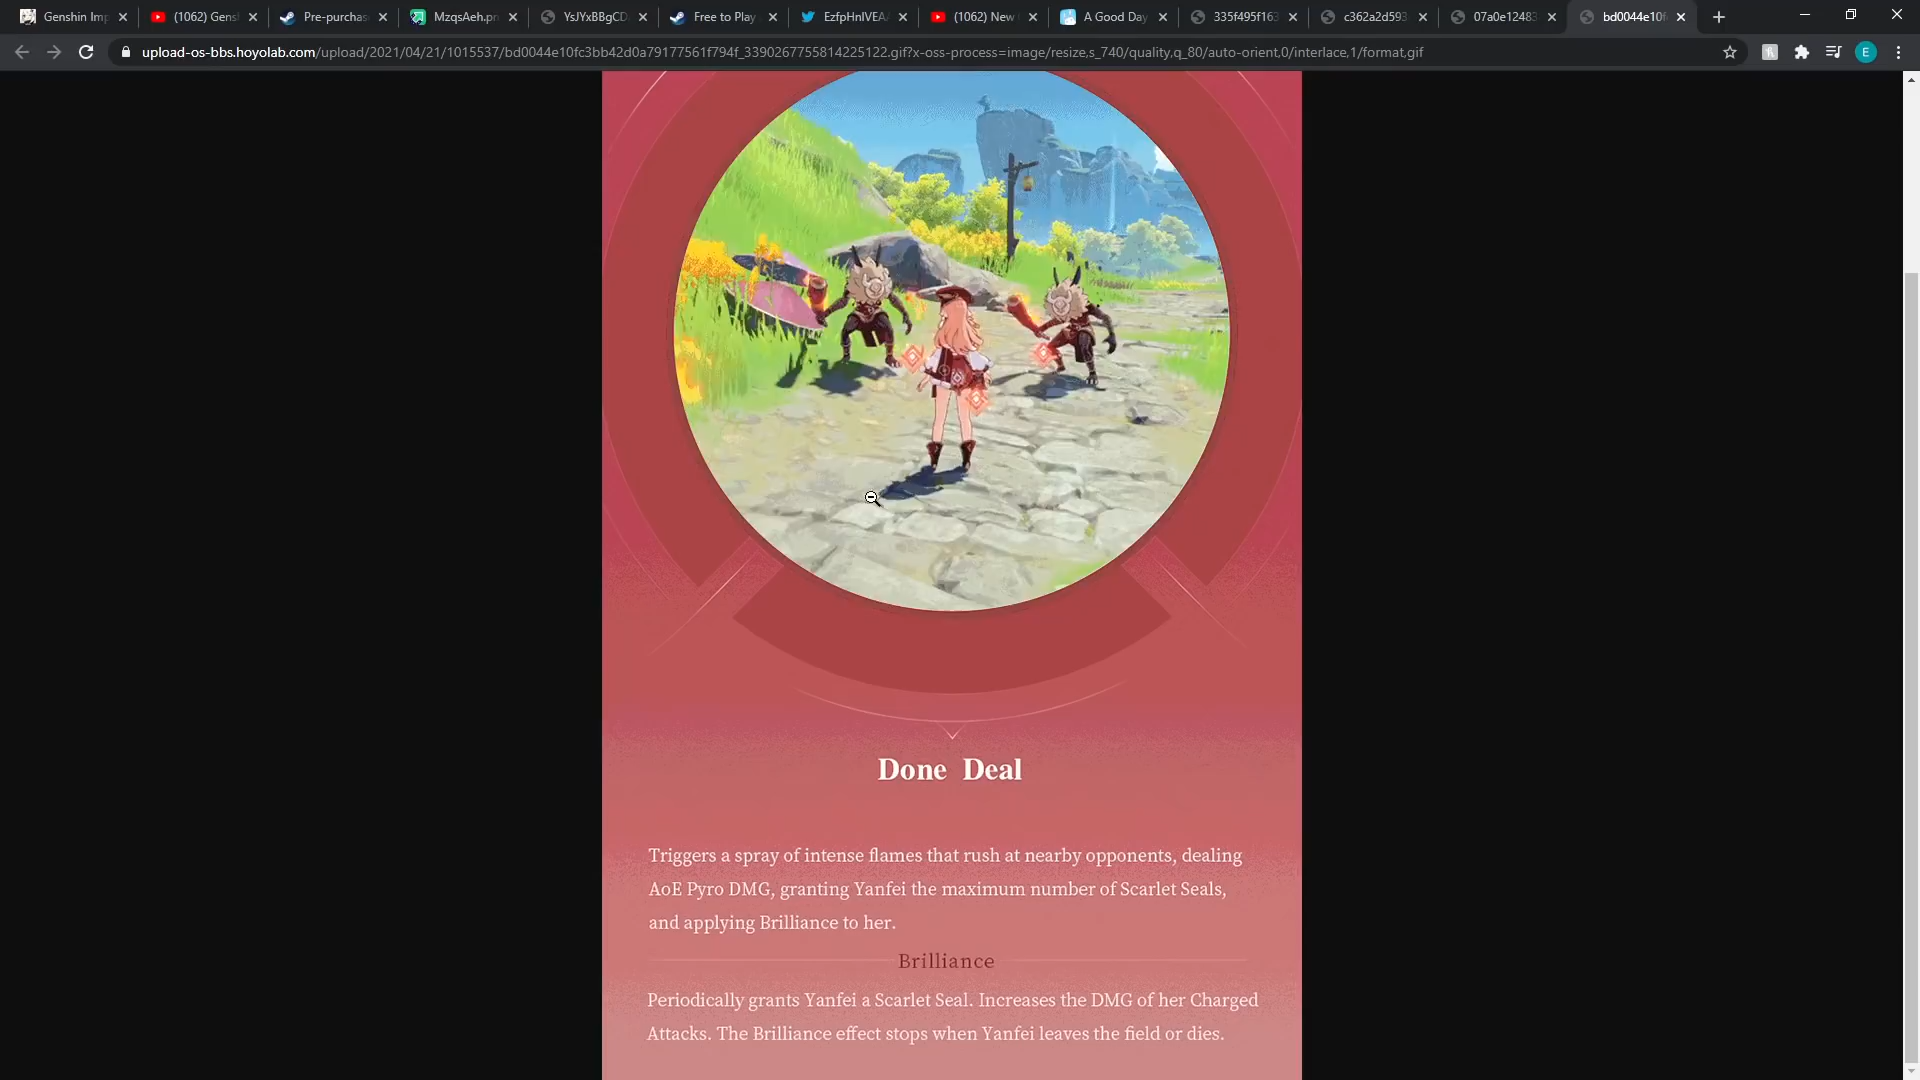 Genshin Imp
(1062) Gensh
Pre-purchas
MzqsAeh.pn
YsJYxBBgCD
Free to Play
EzfpHnIVEAA
(1062) New
A Good Day
335f495f163
c362a2d593
07a0e12483
bd0044e10f
upload-os-bbs.hoyolab.com/upload/2021/04/21/1015537/bd0044e10fc3bb42d0a79177561f794f_3390267755814225122.gif?x-oss-process=image/resize,s_740/quality,q_80/auto-orient,0/interlace,1/format,gif
E
Done Deal
Triggers a spray of intense flames that rush at nearby opponents, dealing
AoE Pyro DMG, granting Yanfei the maximum number of Scarlet Seals,
and applying Brilliance to her.
Brilliance
Periodically grants Yanfei a Scarlet Seal. Increases the DMG of her Charged
Attacks. The Brilliance effect stops when Yanfei leaves the field or dies.